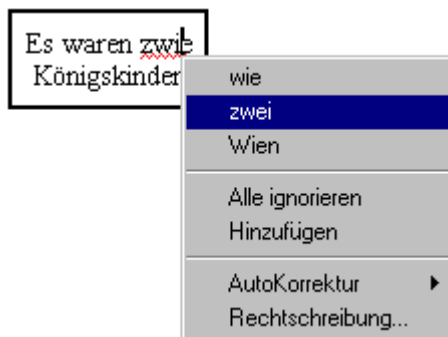 Es waren zwie
Königskinder
wie
zwei
Wien
Alle ignorieren
Hinzufügen
AutoKorrektur
Rechtschreibung...